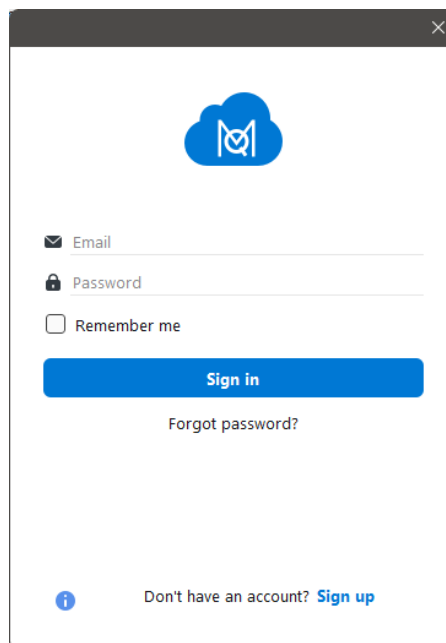 Email
Password
Remember me
Sign in
Forgot password?
Don't have an account? Sign up